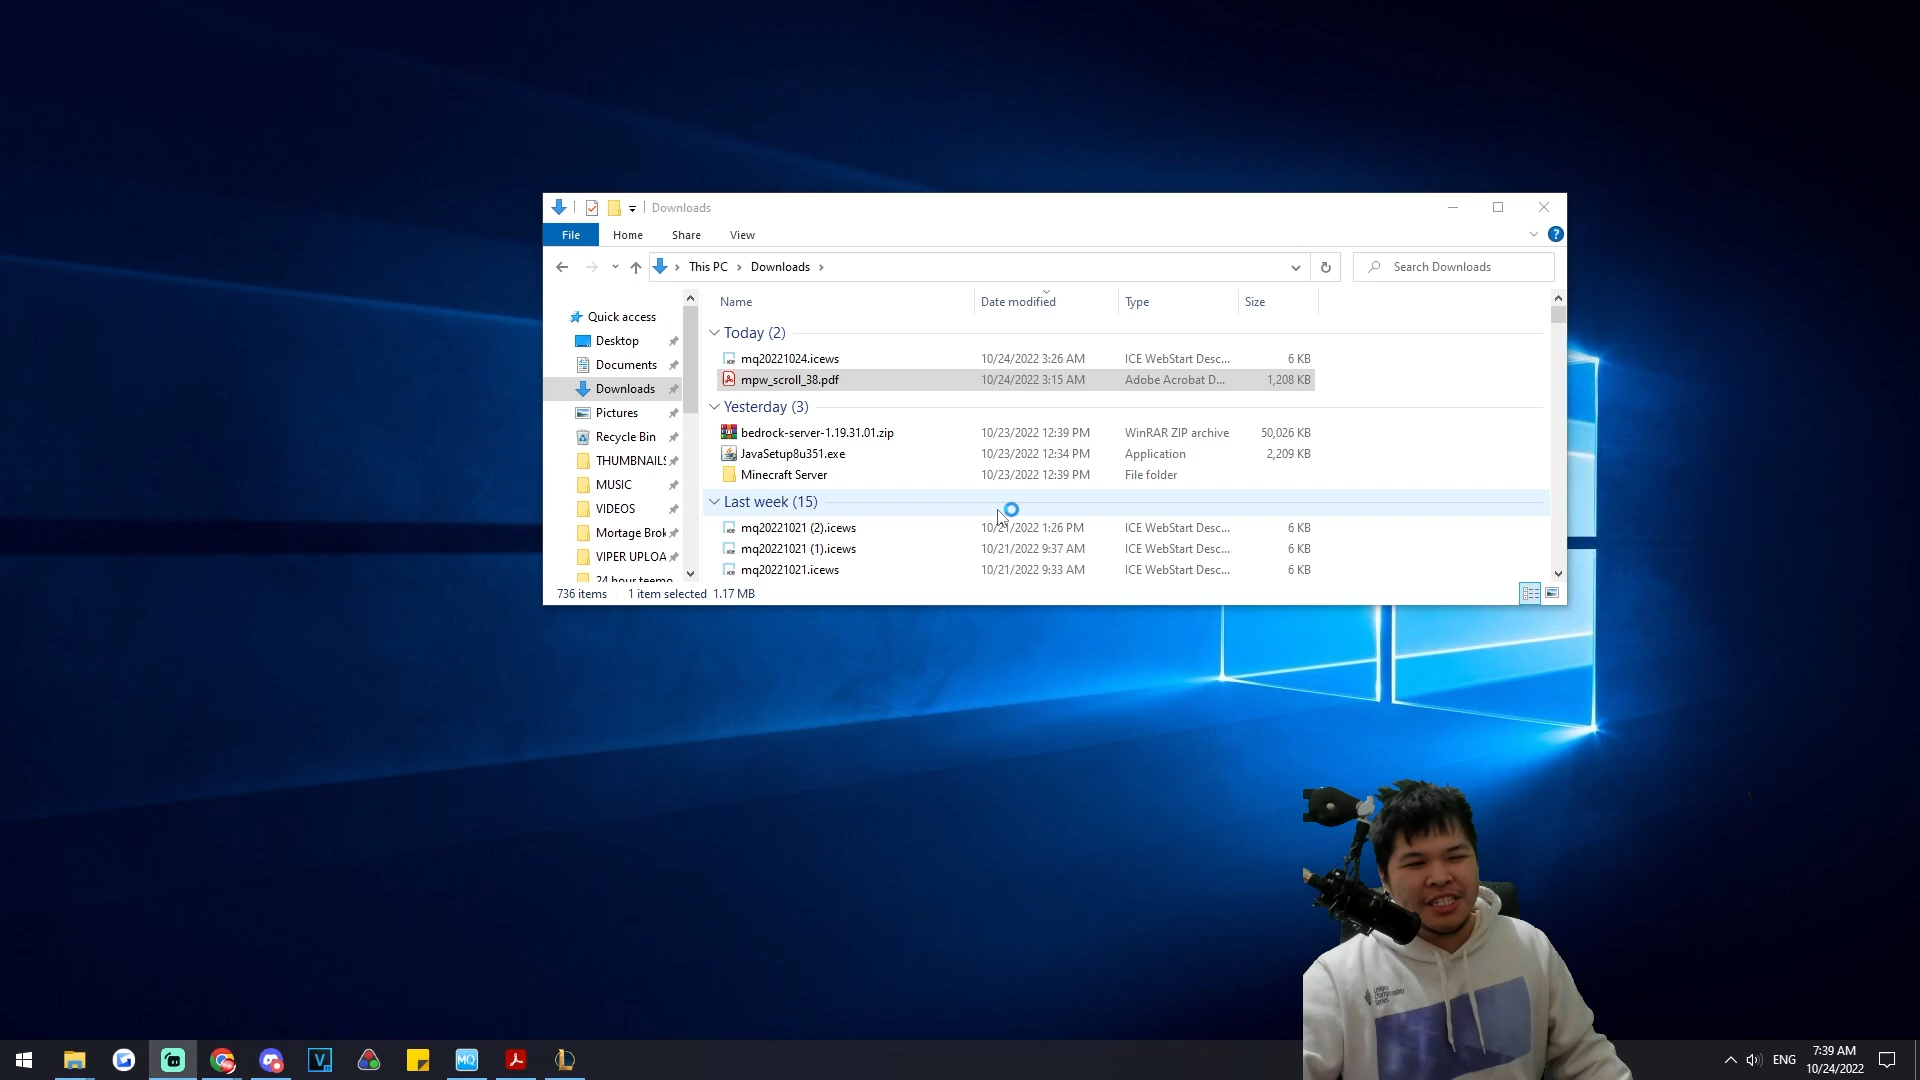 Downloads
File Home Share View
This PC Downloads
Search Downloads
Name Date modified Type Size
Quick access
Desktop
Documents
Downloads
Pictures
Recycle Bin
THUMBNAILS
MUSIC
VIDEOS
Mortage Brok
VIPER UPLOA
24 hour teemo
Today (2)
mq20221024.icews 10/24/2022 3:26 AM ICE WebStart Desc... 6 KB
mpw_scroll_38.pdf 10/24/2022 3:15 AM Adobe Acrobat D... 1,208 KB
Yesterday (3)
bedrock-server-1.19.31.01.zip 10/23/2022 12:39 PM WinRAR ZIP archive 50,026 KB
JavaSetup8u351.exe 10/23/2022 12:34 PM Application 2,209 KB
Minecraft Server 10/23/2022 12:39 PM File folder
Last week (15)
mq20221021 (2).icews 10/21/2022 1:26 PM ICE WebStart Desc... 6 KB
mq20221021 (1).icews 10/21/2022 9:37 AM ICE WebStart Desc... 6 KB
mq20221021.icews 10/21/2022 9:33 AM ICE WebStart Desc... 6 KB
736 items 1 item selected 1.17 MB
League
Championship
Series
MQ
ENG
7:39 AM
10/24/2022